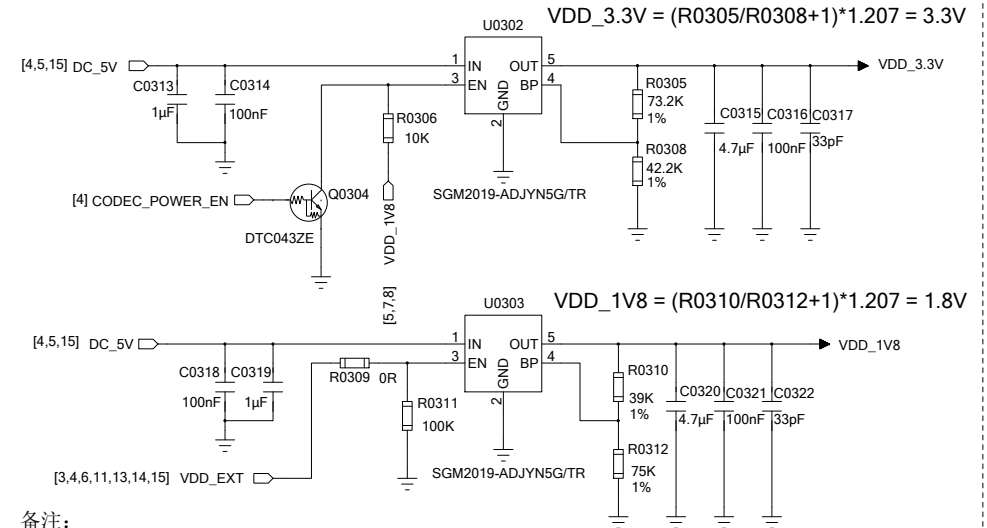 VDD_3.3V = (R0305/R0308+1)*1.207 = 3.3V
U0302
[4,5,15] DC_5V
1 IN OUT 5
3 EN BP 4
GND
2
VDD_3.3V
C0313
1μF
C0314
100nF
R0306
10K
R0305
73.2K
1%
R0308
42.2K
1%
C0315
4.7μF
C0316
100nF
C0317
33pF
SGM2019-ADJYN5G/TR
[4] CODEC_POWER_EN
Q0304
DTC043ZE
VDD_1V8
[5,7,8]
U0303
VDD_1V8 = (R0310/R0312+1)*1.207 = 1.8V
[4,5,15] DC_5V
1 IN OUT 5
3 EN BP 4
GND
2
VDD_1V8
C0318
100nF
C0319
1μF
R0309 0R
R0311
100K
R0310
39K
1%
R0312
75K
1%
C0320
4.7μF
C0321
100nF
C0322
33pF
SGM2019-ADJYN5G/TR
[3,4,6,11,13,14,15] VDD_EXT
备注: